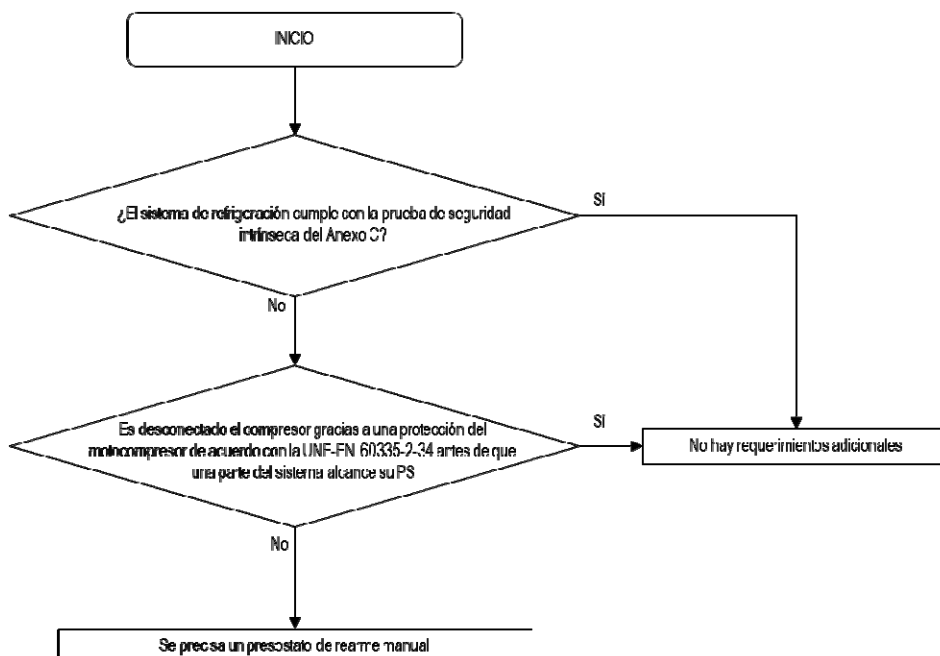 INICIO
¿El sistema de refrigeración cumple con la prueba de seguridad
intrínseca del Anexo C?
Sí
No
Es desconectado el compresor gracias a una protección del
motocompresor de acuerdo con la UNE-EN 60335-2-34 antes de que
una parte del sistema alcance su PS
Sí
No hay requerimientos adicionales
No
Se precisa un presostato de rearme manual